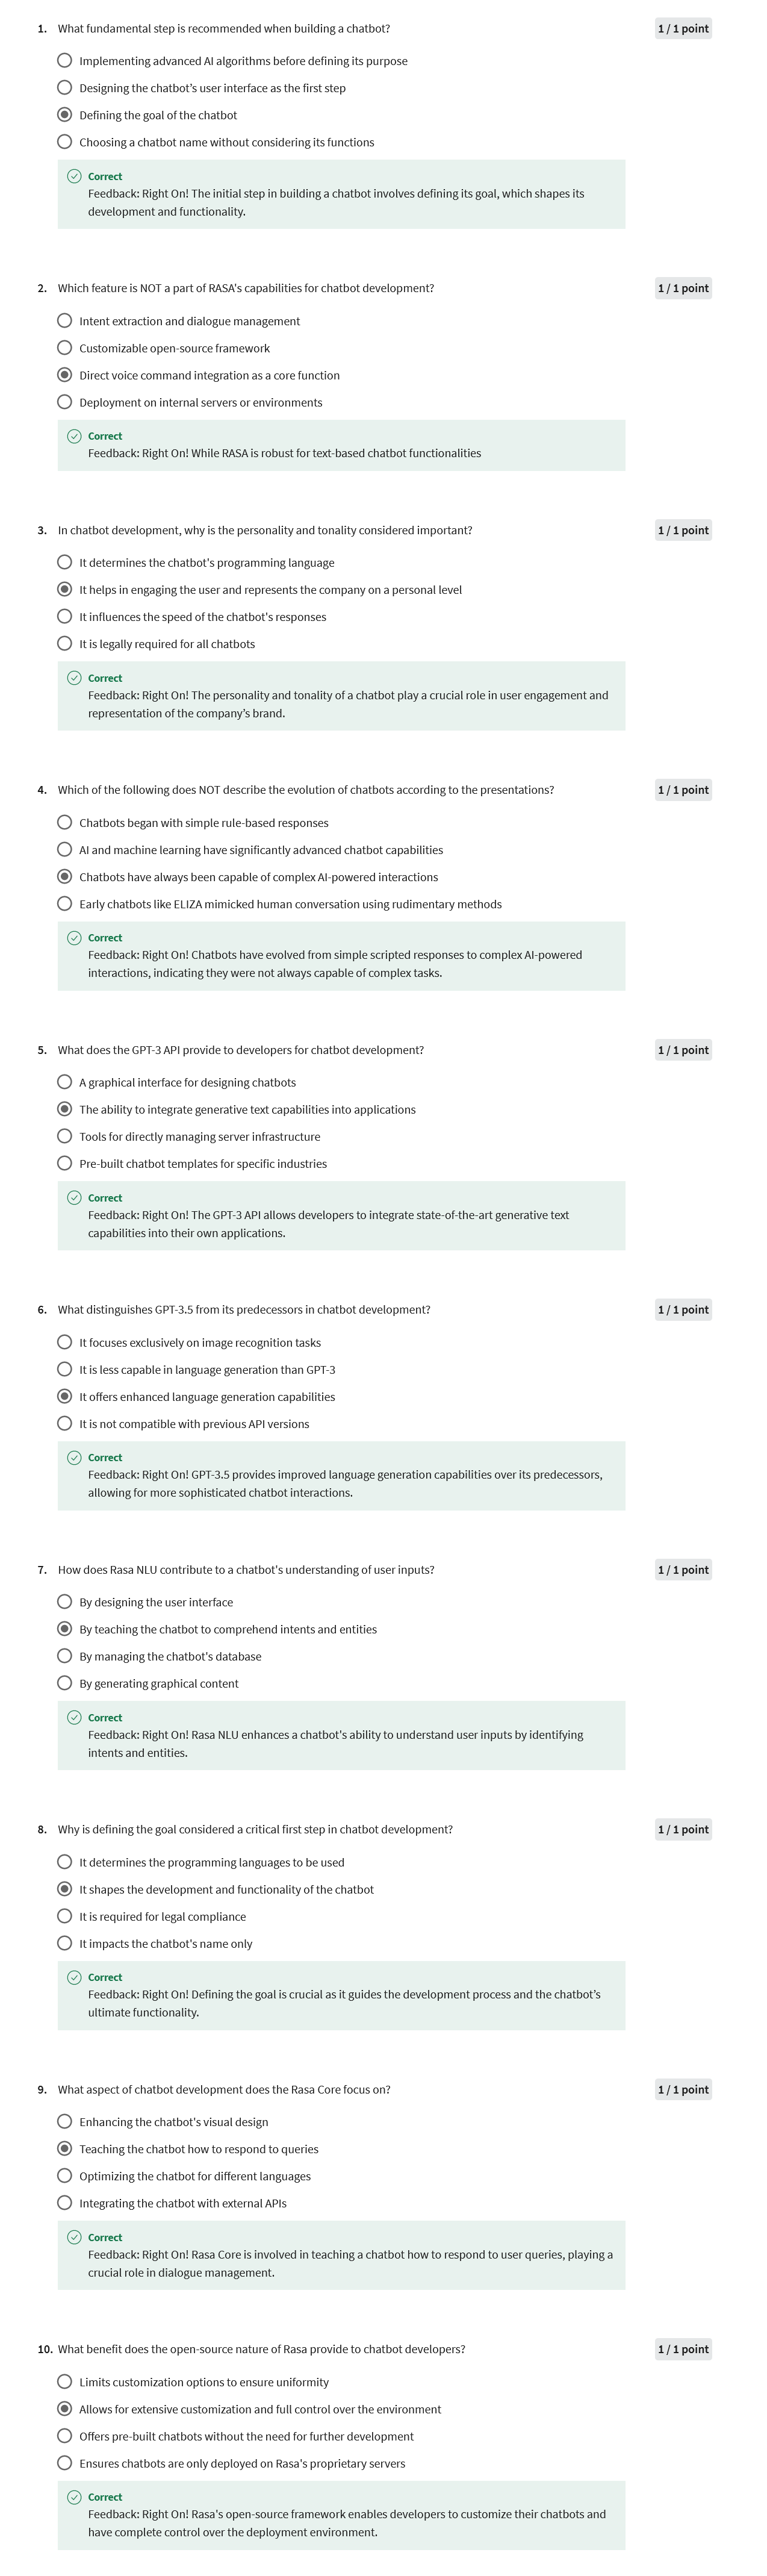 1. What fundamental step is recommended when building a chatbot? 1 / 1 point
Implementing advanced AI algorithms before defining its purpose
Designing the chatbot’s user interface as the first step
Defining the goal of the chatbot
Choosing a chatbot name without considering its functions
Correct
Feedback: Right On! The initial step in building a chatbot involves defining its goal, which shapes its
development and functionality.
2. Which feature is NOT a part of RASA's capabilities for chatbot development? 1 / 1 point
Intent extraction and dialogue management
Customizable open-source framework
Direct voice command integration as a core function
Deployment on internal servers or environments
Correct
Feedback: Right On! While RASA is robust for text-based chatbot functionalities
3. In chatbot development, why is the personality and tonality considered important? 1 / 1 point
It determines the chatbot's programming language
It helps in engaging the user and represents the company on a personal level
It influences the speed of the chatbot's responses
It is legally required for all chatbots
Correct
Feedback: Right On! The personality and tonality of a chatbot play a crucial role in user engagement and
representation of the company’s brand.
4. Which of the following does NOT describe the evolution of chatbots according to the presentations? 1 / 1 point
Chatbots began with simple rule-based responses
AI and machine learning have significantly advanced chatbot capabilities
Chatbots have always been capable of complex AI-powered interactions
Early chatbots like ELIZA mimicked human conversation using rudimentary methods
Correct
Feedback: Right On! Chatbots have evolved from simple scripted responses to complex AI-powered
interactions, indicating they were not always capable of complex tasks.
5. What does the GPT-3 API provide to developers for chatbot development? 1 / 1 point
A graphical interface for designing chatbots
The ability to integrate generative text capabilities into applications
Tools for directly managing server infrastructure
Pre-built chatbot templates for specific industries
Correct
Feedback: Right On! The GPT-3 API allows developers to integrate state-of-the-art generative text
capabilities into their own applications.
6. What distinguishes GPT-3.5 from its predecessors in chatbot development? 1 / 1 point
It focuses exclusively on image recognition tasks
It is less capable in language generation than GPT-3
It offers enhanced language generation capabilities
It is not compatible with previous API versions
Correct
Feedback: Right On! GPT-3.5 provides improved language generation capabilities over its predecessors,
allowing for more sophisticated chatbot interactions.
7. How does Rasa NLU contribute to a chatbot's understanding of user inputs? 1 / 1 point
By designing the user interface
By teaching the chatbot to comprehend intents and entities
By managing the chatbot's database
By generating graphical content
Correct
Feedback: Right On! Rasa NLU enhances a chatbot's ability to understand user inputs by identifying
intents and entities.
8. Why is defining the goal considered a critical first step in chatbot development? 1 / 1 point
It determines the programming languages to be used
It shapes the development and functionality of the chatbot
It is required for legal compliance
It impacts the chatbot's name only
Correct
Feedback: Right On! Defining the goal is crucial as it guides the development process and the chatbot’s
ultimate functionality.
9. What aspect of chatbot development does the Rasa Core focus on? 1 / 1 point
Enhancing the chatbot's visual design
Teaching the chatbot how to respond to queries
Optimizing the chatbot for different languages
Integrating the chatbot with external APIs
Correct
Feedback: Right On! Rasa Core is involved in teaching a chatbot how to respond to user queries, playing a
crucial role in dialogue management.
10. What benefit does the open-source nature of Rasa provide to chatbot developers? 1 / 1 point
Limits customization options to ensure uniformity
Allows for extensive customization and full control over the environment
Offers pre-built chatbots without the need for further development
Ensures chatbots are only deployed on Rasa's proprietary servers
Correct
Feedback: Right On! Rasa's open-source framework enables developers to customize their chatbots and
have complete control over the deployment environment.